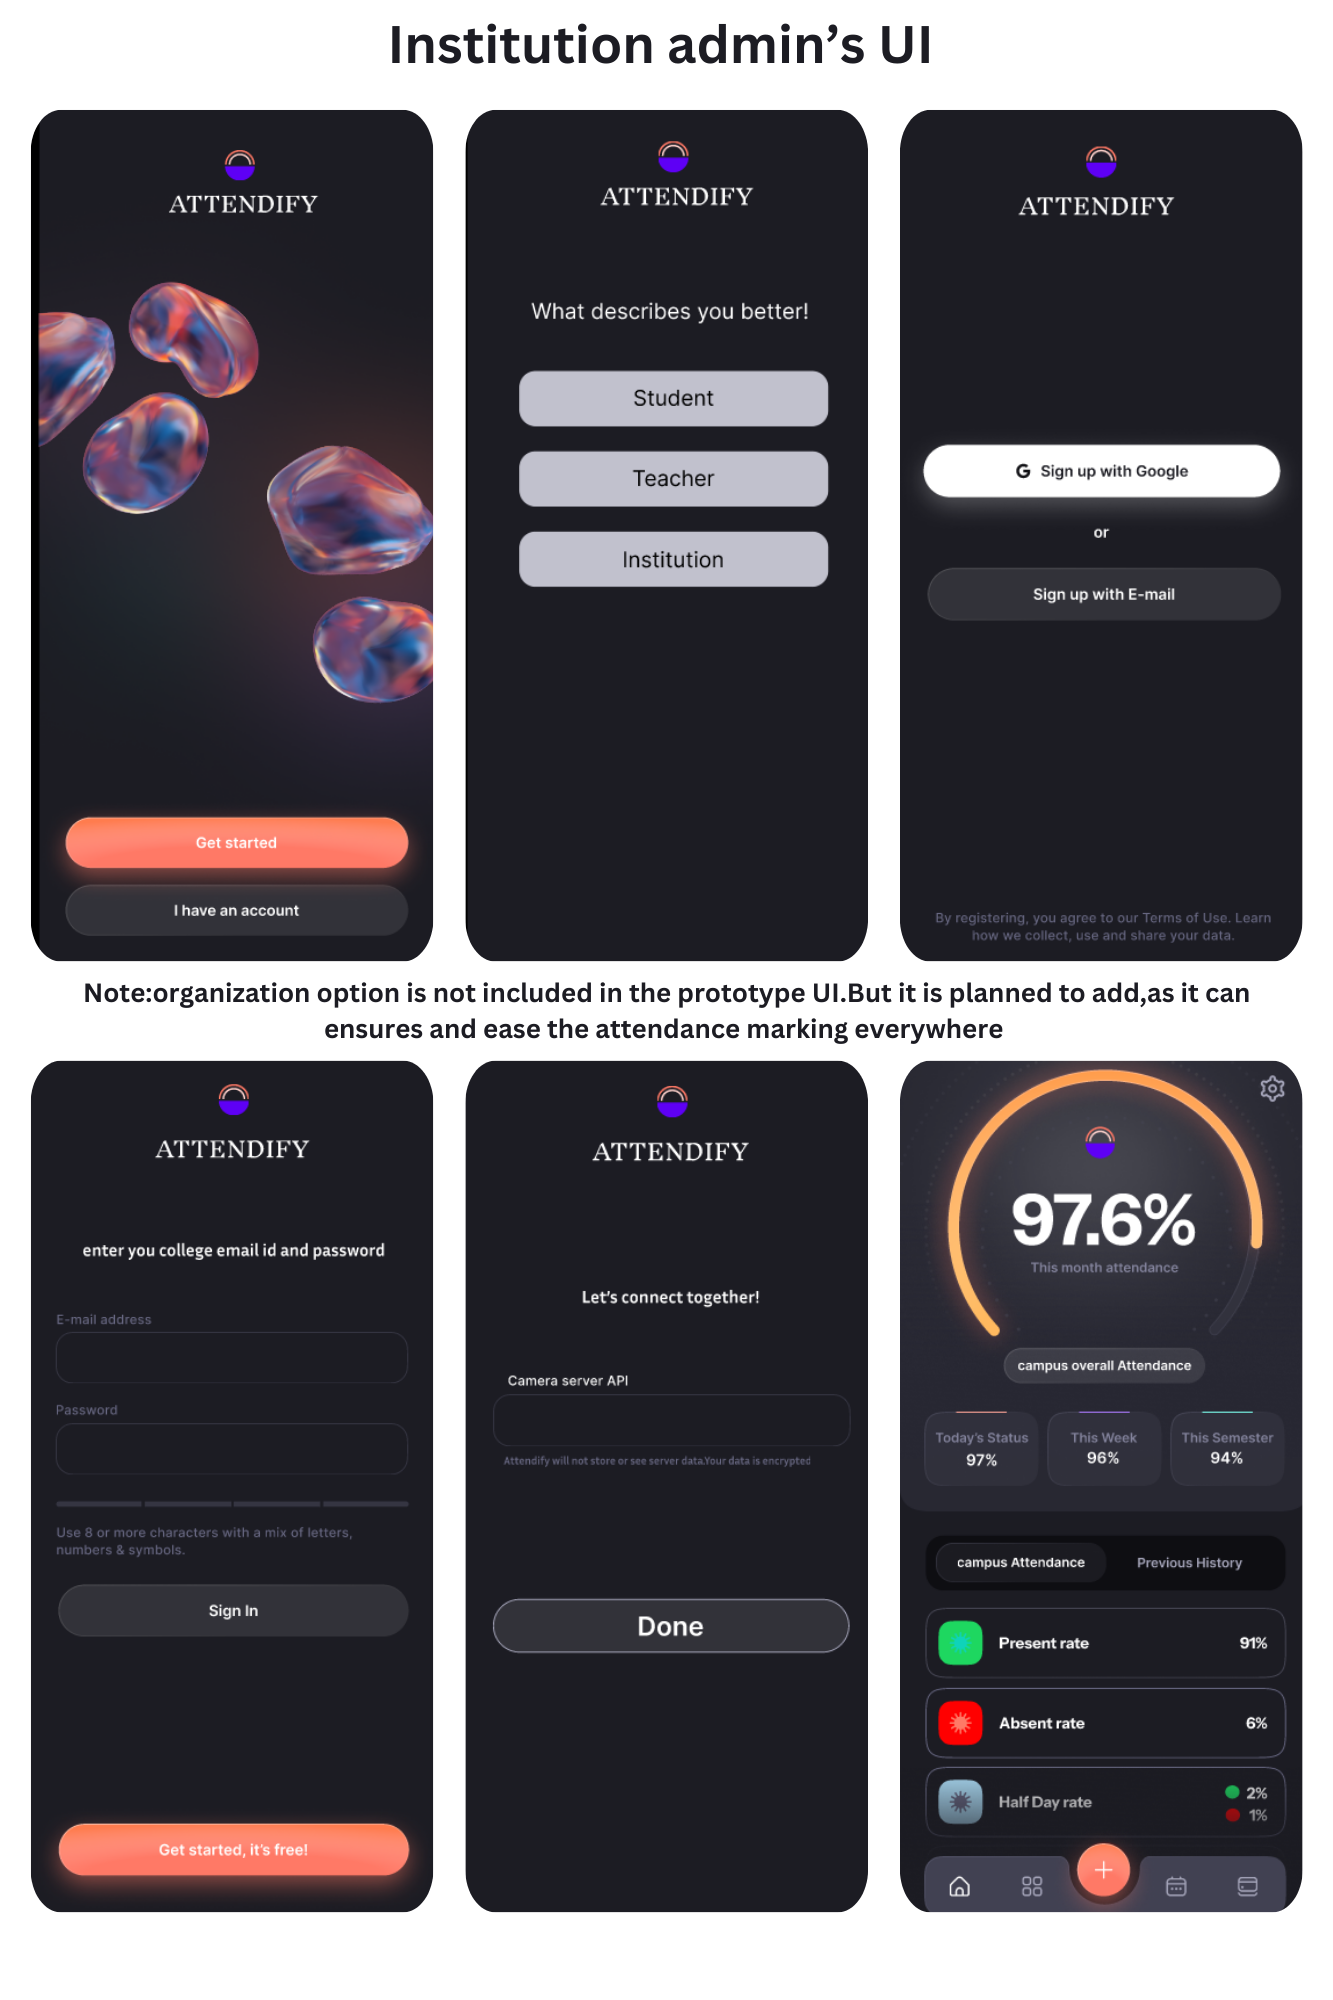 Institution admin’s UI
ATTENDIFY
Get started
I have an account
ATTENDIFY
What describes you better!
Student
Teacher
Institution
ATTENDIFY
G Sign up with Google
or
Sign up with E-mail
By registering, you agree to our Terms of Use. Learn
how we collect, use and share your data.
Note:organization option is not included in the prototype UI.But it is planned to add,as it can
ensures and ease the attendance marking everywhere
ATTENDIFY
enter you college email id and password
E-mail address
Password
Use 8 or more characters with a mix of letters,
numbers & symbols.
Sign In
Get started, it's free!
ATTENDIFY
Let's connect together!
Camera server API
Attendify will not store or see server data.Your data is encrypted
Done
97.6%
This month attendance
campus overall Attendance
Today's Status
97%
This Week
96%
This Semester
94%
campus Attendance
Previous History
Present rate 91%
Absent rate 6%
Half Day rate
2%
1%